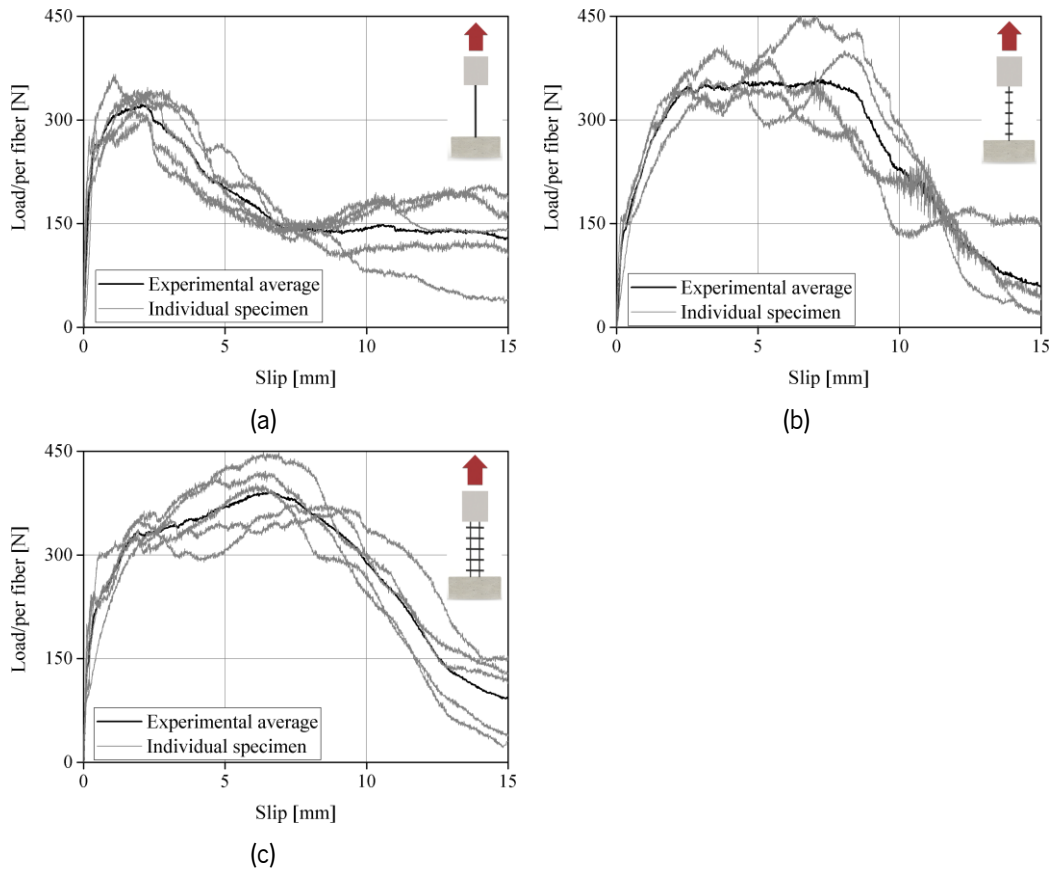 450
300
150
0
Load/per fiber [N]
Experimental average
Individual specimen
0 5 10 15
Slip [mm]
(a)
450
300
150
0
Load/per fiber [N]
Experimental average
Individual specimen
0 5 10 15
Slip [mm]
(b)
450
300
150
0
Load/per fiber [N]
Experimental average
Individual specimen
0 5 10 15
Slip [mm]
(c)